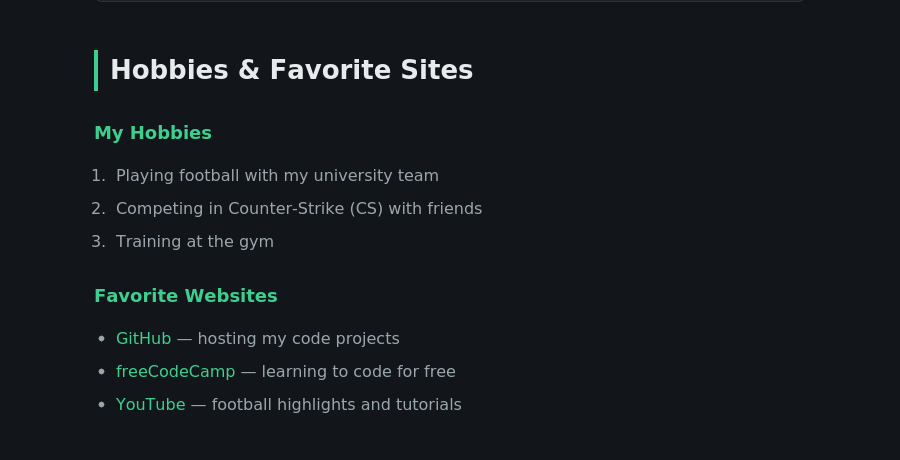 Hobbies & Favorite Sites
My Hobbies
1. Playing football with my university team
2. Competing in Counter-Strike (CS) with friends
3. Training at the gym
Favorite Websites
• GitHub — hosting my code projects
• freeCodeCamp — learning to code for free
• YouTube — football highlights and tutorials